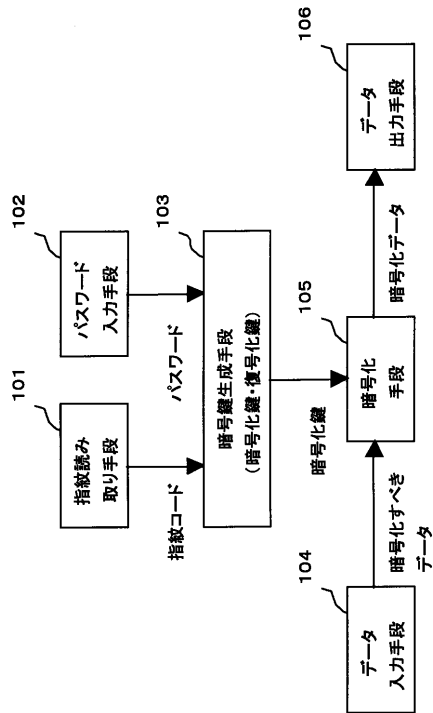 101
指紋読み
取り手段
102
パスワード
入力手段
指紋コード
パスワード
103
暗号鍵生成手段
(暗号化鍵・復号化鍵)
暗号化鍵
104
データ
入力手段
暗号化すべき
データ
105
暗号化
手段
暗号化データ
106
データ
出力手段